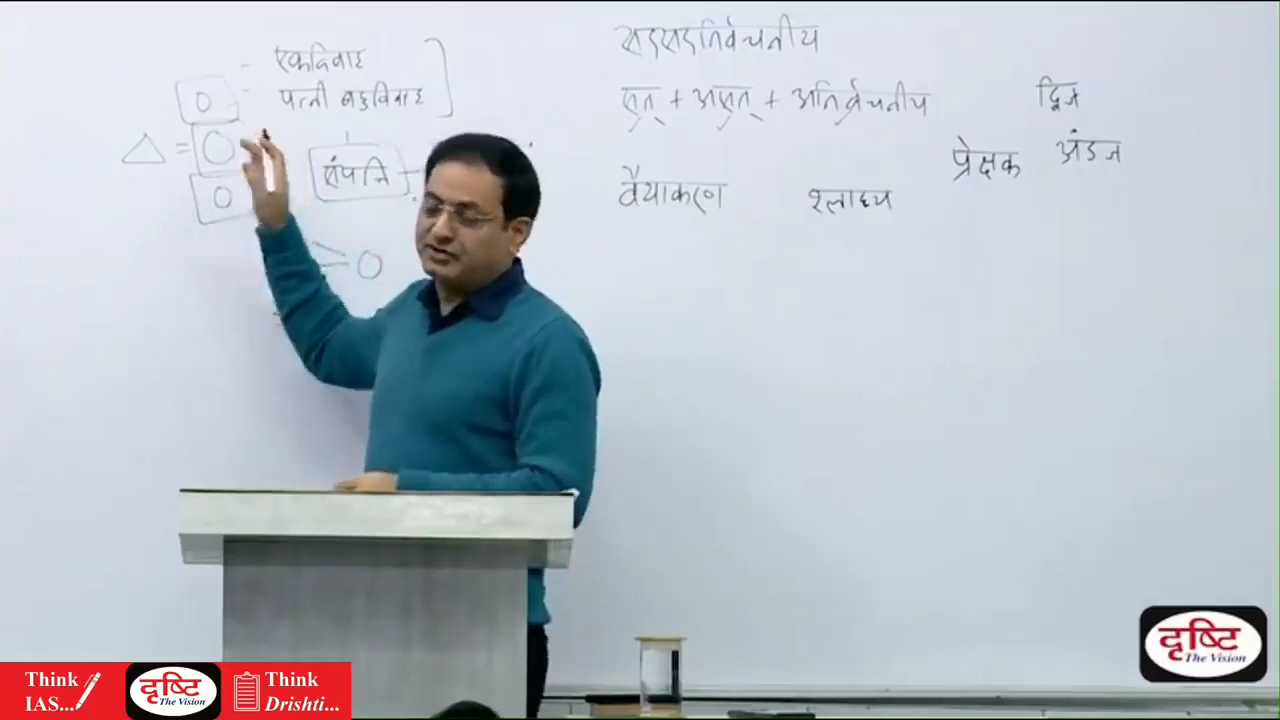 एकविवाह
पत्नी बहुविवाह
संपत्ति
सदसदनिर्वचनीय
सत् + असत् + अनिर्वचनीय
द्विज
प्रेक्षक
अंडज
वैयाकरण
श्लाघ्य
Think
IAS...
दृष्टि
The Vision
Think
Drishti...
दृष्टि
The Vision